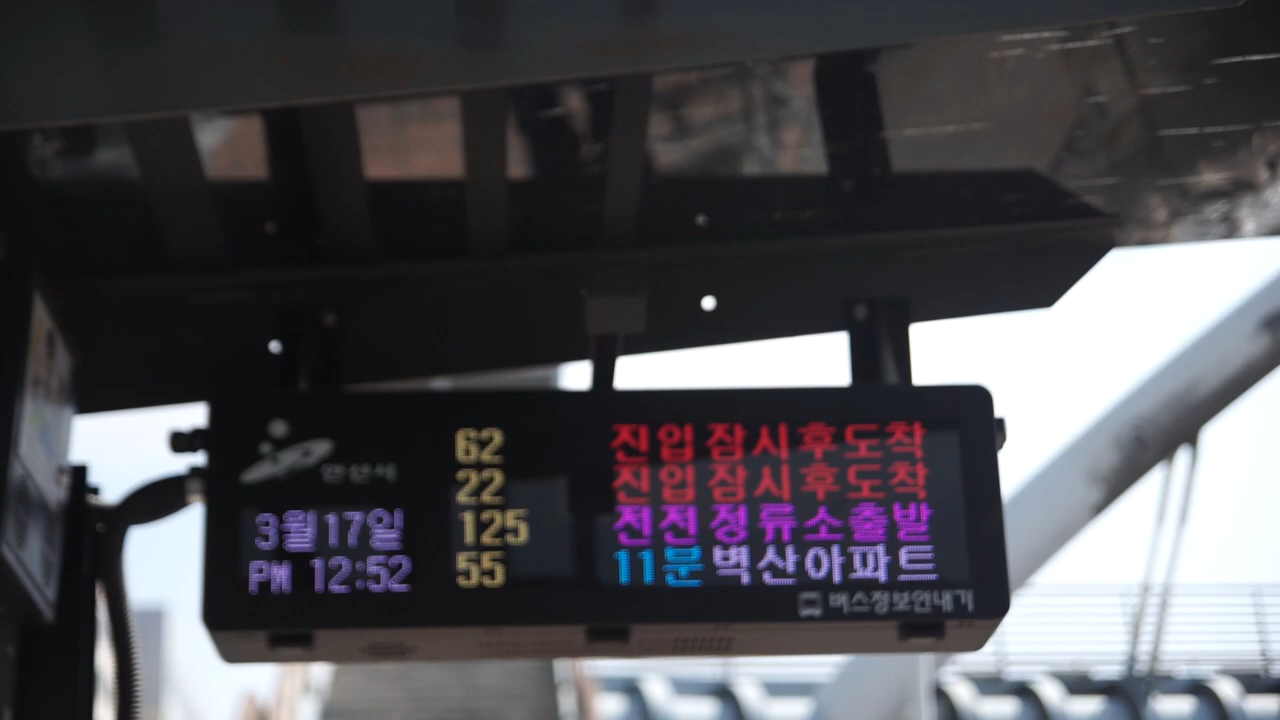 안산시
3월17일
PM 12:52
62 진입 잠시후도착
22 진입 잠시후도착
125 전전 정류소출발
55 11분 벽산아파트
버스정보안내기